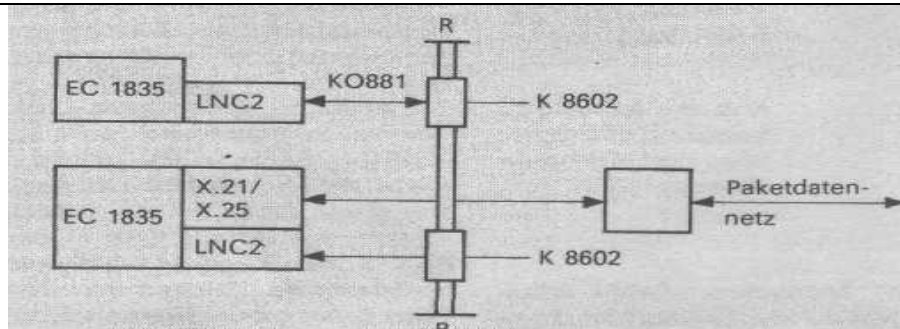 R
EC 1835
LNC2
KO881
K 8602
EC 1835
X.21/
X.25
LNC2
K 8602
Paketdaten-
netz
R